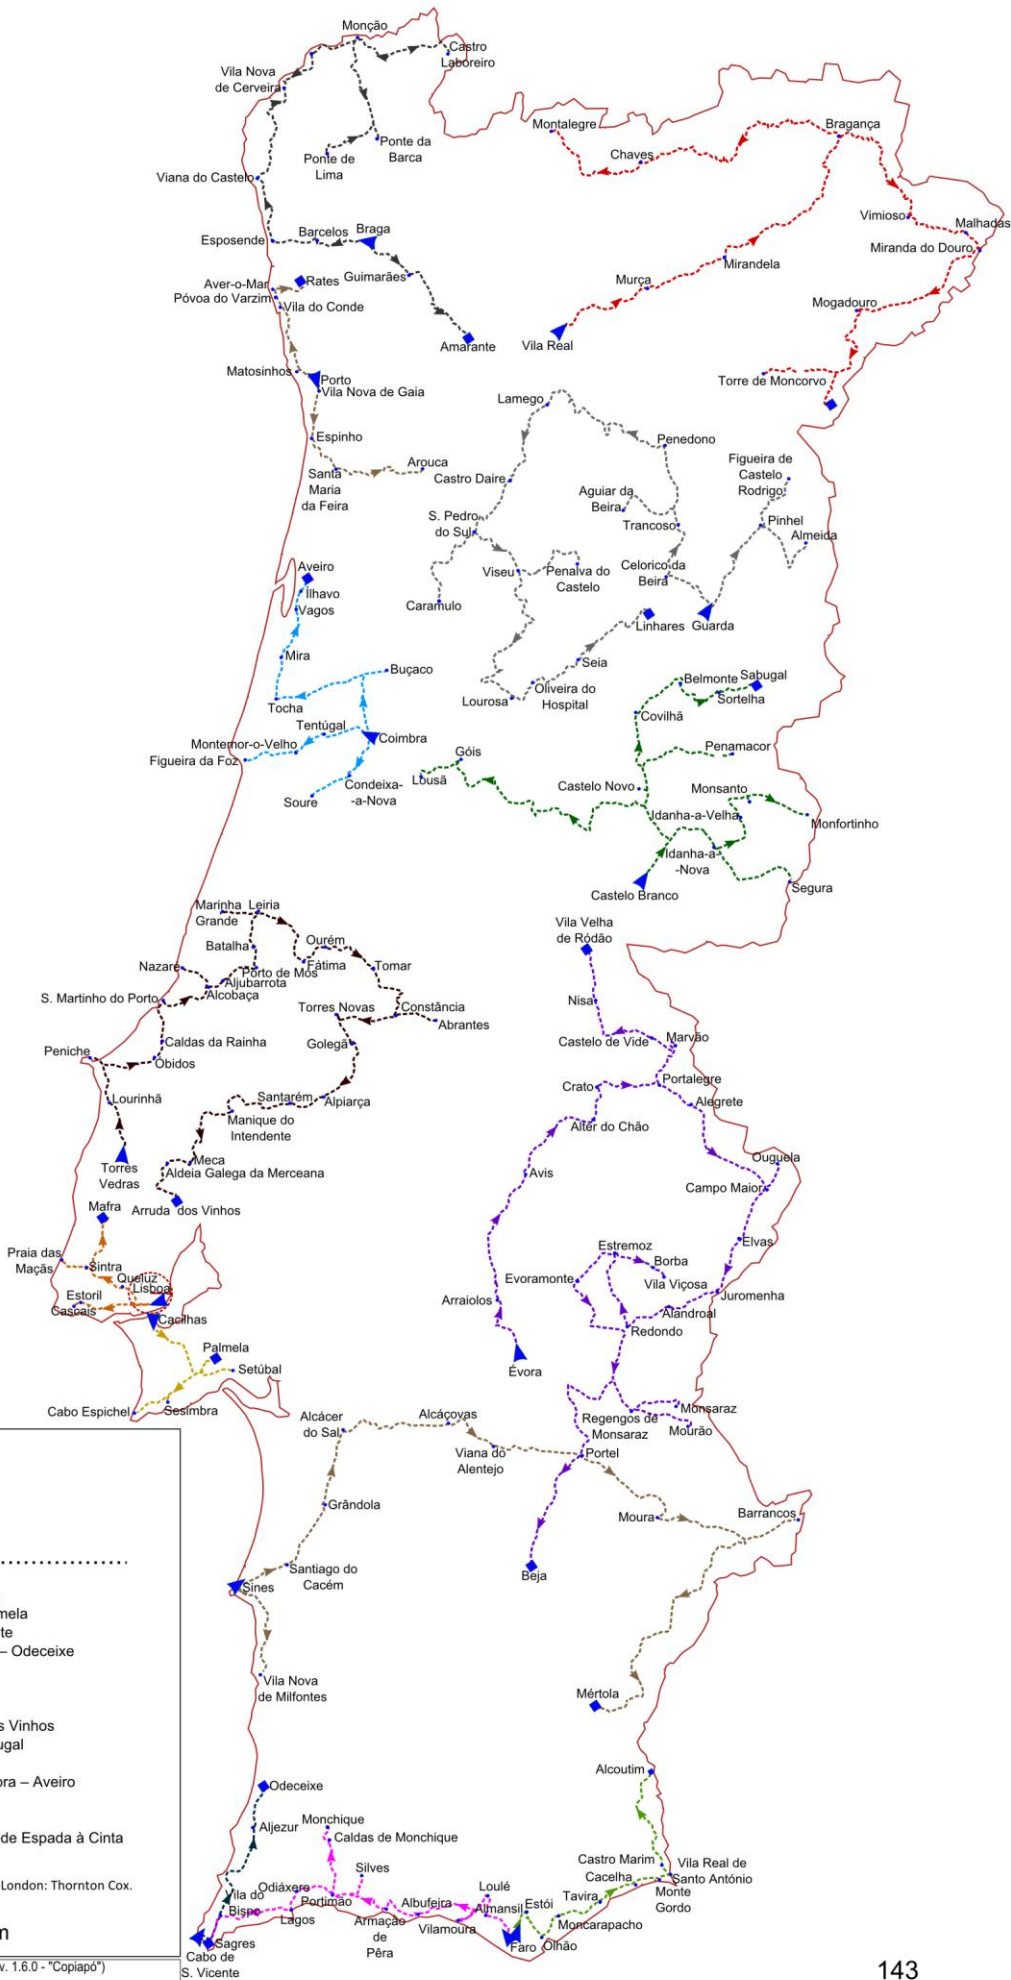 Monção
Castro
Laboreiro
Vila Nova
de Cerveira
Montalegre
Bragança
Ponte da
Barca
Ponte de
Lima
Chaves
Viana do Castelo
Vimioso
Malhadas
Esposende
Barcelos
Braga
Miranda do Douro
Mirandela
Guimarães
Murça
Aver-o-Mar
Rates
Póvoa do Varzim
Vila do Conde
Mogadouro
Amarante
Vila Real
Matosinhos
Porto
Vila Nova de Gaia
Torre de Moncorvo
Lamego
Espinho
Penedono
Santa
Maria
da Feira
Arouca
Castro Daire
Figueira de
Castelo
Rodrigo
Aguiar da
Beira
Trancoso
S. Pedro
do Sul
Pinhel
Almeida
Aveiro
Ílhavo
Vagos
Viseu
Penalva do
Castelo
Celorico da
Beira
Caramulo
Linhares
Guarda
Mira
Buçaco
Seia
Oliveira do
Hospital
Lourosa
Belmonte
Sabugal
Sortelha
Tocha
Covilhã
Tentúgal
Coimbra
Montemor-o-Velho
Figueira da Foz
Penamacor
Góis
Lousã
Condeixa-
-a-Nova
Soure
Castelo Novo
Monsanto
Idanha-a-Velha
Monfortinho
Idanha-a-
-Nova
Castelo Branco
Segura
Marinha
Grande
Leiria
Vila Velha
de Ródão
Batalha
Ourém
Nazaré
Porto de Mós
Fátima
Tomar
Aljubarrota
Alcobaça
S. Martinho do Porto
Torres Novas
Constância
Abrantes
Nisa
Caldas da Rainha
Golegã
Castelo de Vide
Marvão
Peniche
Óbidos
Crato
Portalegre
Lourinhã
Santarém
Alpiarça
Alegrete
Manique do
Intendente
Alter do Chão
Torres
Vedras
Meca
Aldeia Galega da Merceana
Avis
Ouguela
Campo Maior
Mafra
Arruda dos Vinhos
Elvas
Praia das
Maçãs
Sintra
Queluz
Lisboa
Estoril
Cascais
Cacilhas
Estremoz
Borba
Evoramonte
Vila Viçosa
Arraiolos
Juromenha
Alandroal
Redondo
Palmela
Setúbal
Évora
Cabo Espichel
Sesimbra
Alcácer
do Sal
Alcáçovas
Regengos de
Monsaraz
Monsaraz
Mourão
Viana do
Alentejo
Portel
Grândola
Moura
Barrancos
Santiago do
Cacém
Sines
Beja
mela
te
– Odeceixe
Vila Nova
de Milfontes
Mértola
s Vinhos
ugal
Alcoutim
ora – Aveiro
Odeceixe
Aljezur
Monchique
Caldas de Monchique
de Espada à Cinta
Silves
Castro Marim
Cacelha
Vila Real de
Santo António
London: Thornton Cox.
Vila do
Bispo
Odiáxere
Portimão
Loulé
Albufeira
Almansil
Estói
Tavira
Monte
Gordo
Lagos
Armação
de
Pêra
Vilamoura
Moncarapacho
m
Sagres
Faro
Olhão
Cabo de
S. Vicente
v. 1.6.0 - "Copiapó")
143